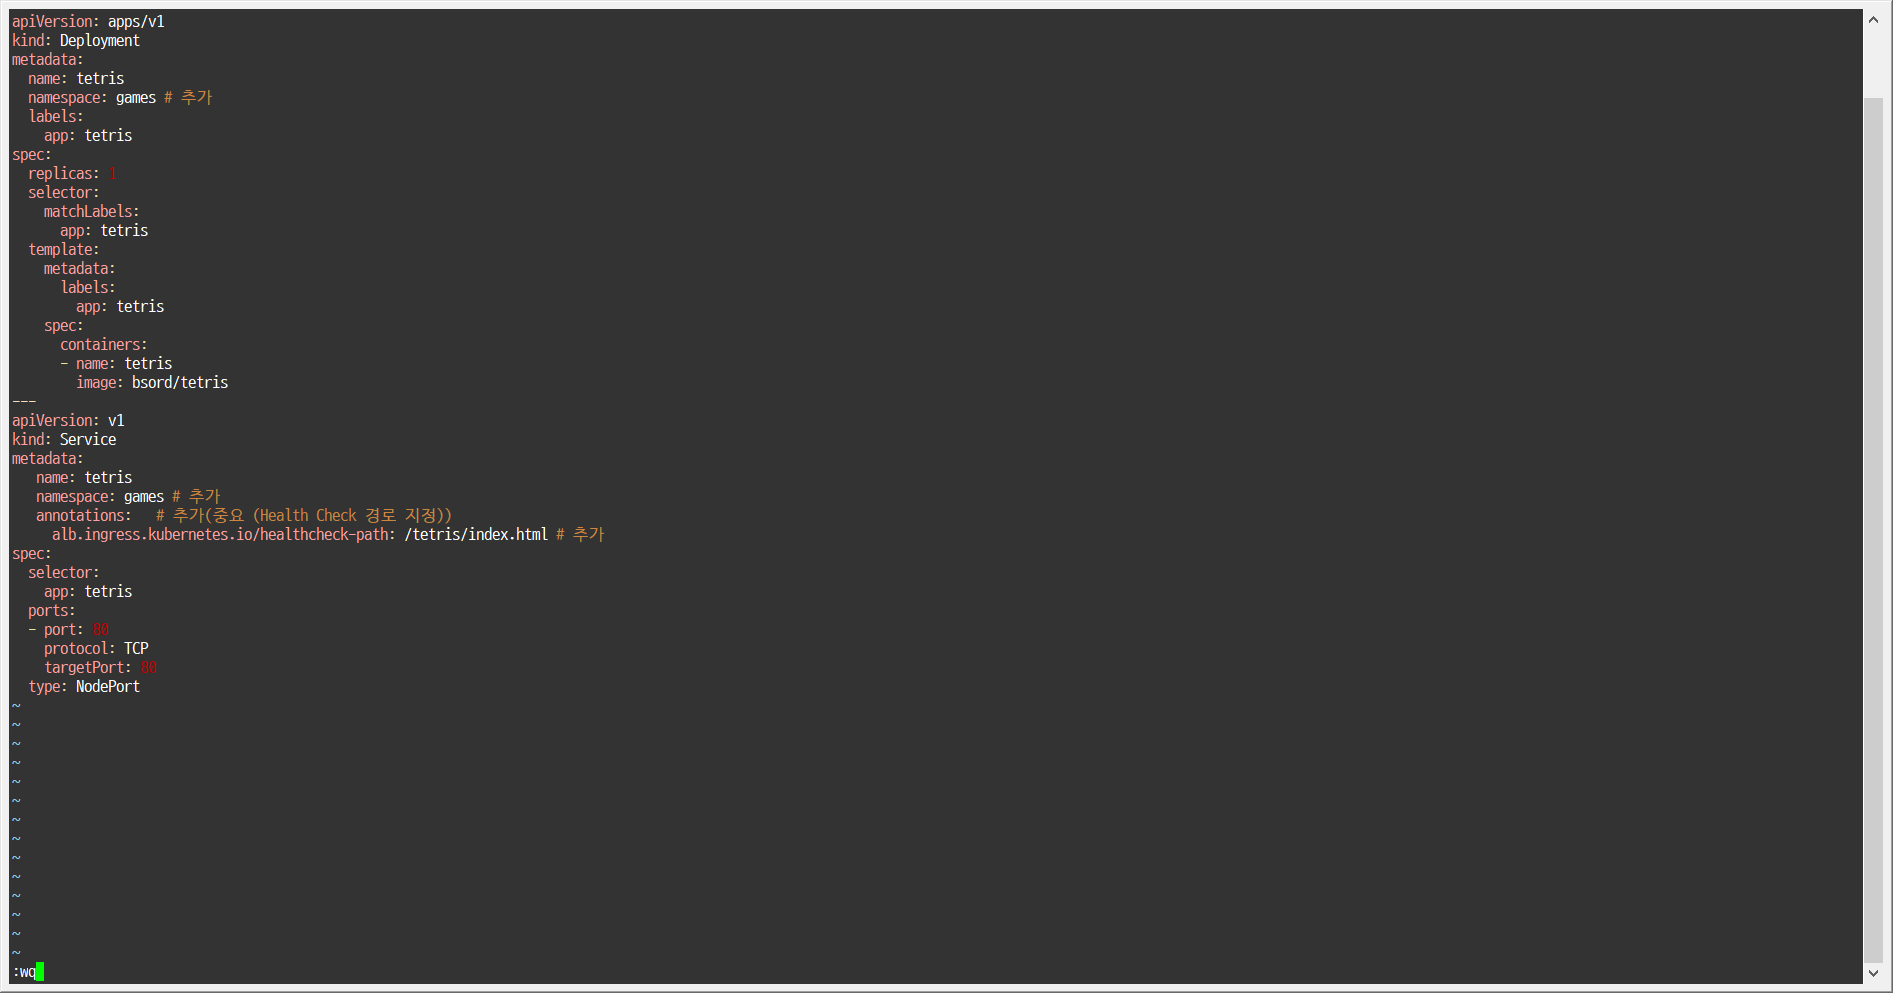 apiVersion: apps/v1
kind: Deployment
metadata:
  name: tetris
  namespace: games # 추가
  labels:
    app: tetris
spec:
  replicas: 1
  selector:
    matchLabels:
      app: tetris
  template:
    metadata:
      labels:
        app: tetris
    spec:
      containers:
      - name: tetris
        image: bsord/tetris
---
apiVersion: v1
kind: Service
metadata:
   name: tetris
   namespace: games # 추가
   annotations:   # 추가(중요 (Health Check 경로 지정))
     alb.ingress.kubernetes.io/healthcheck-path: /tetris/index.html # 추가
spec:
  selector:
    app: tetris
  ports:
  - port: 80
    protocol: TCP
    targetPort: 80
  type: NodePort
~
~
~
~
~
~
~
~
~
~
~
~
~
~
:wq